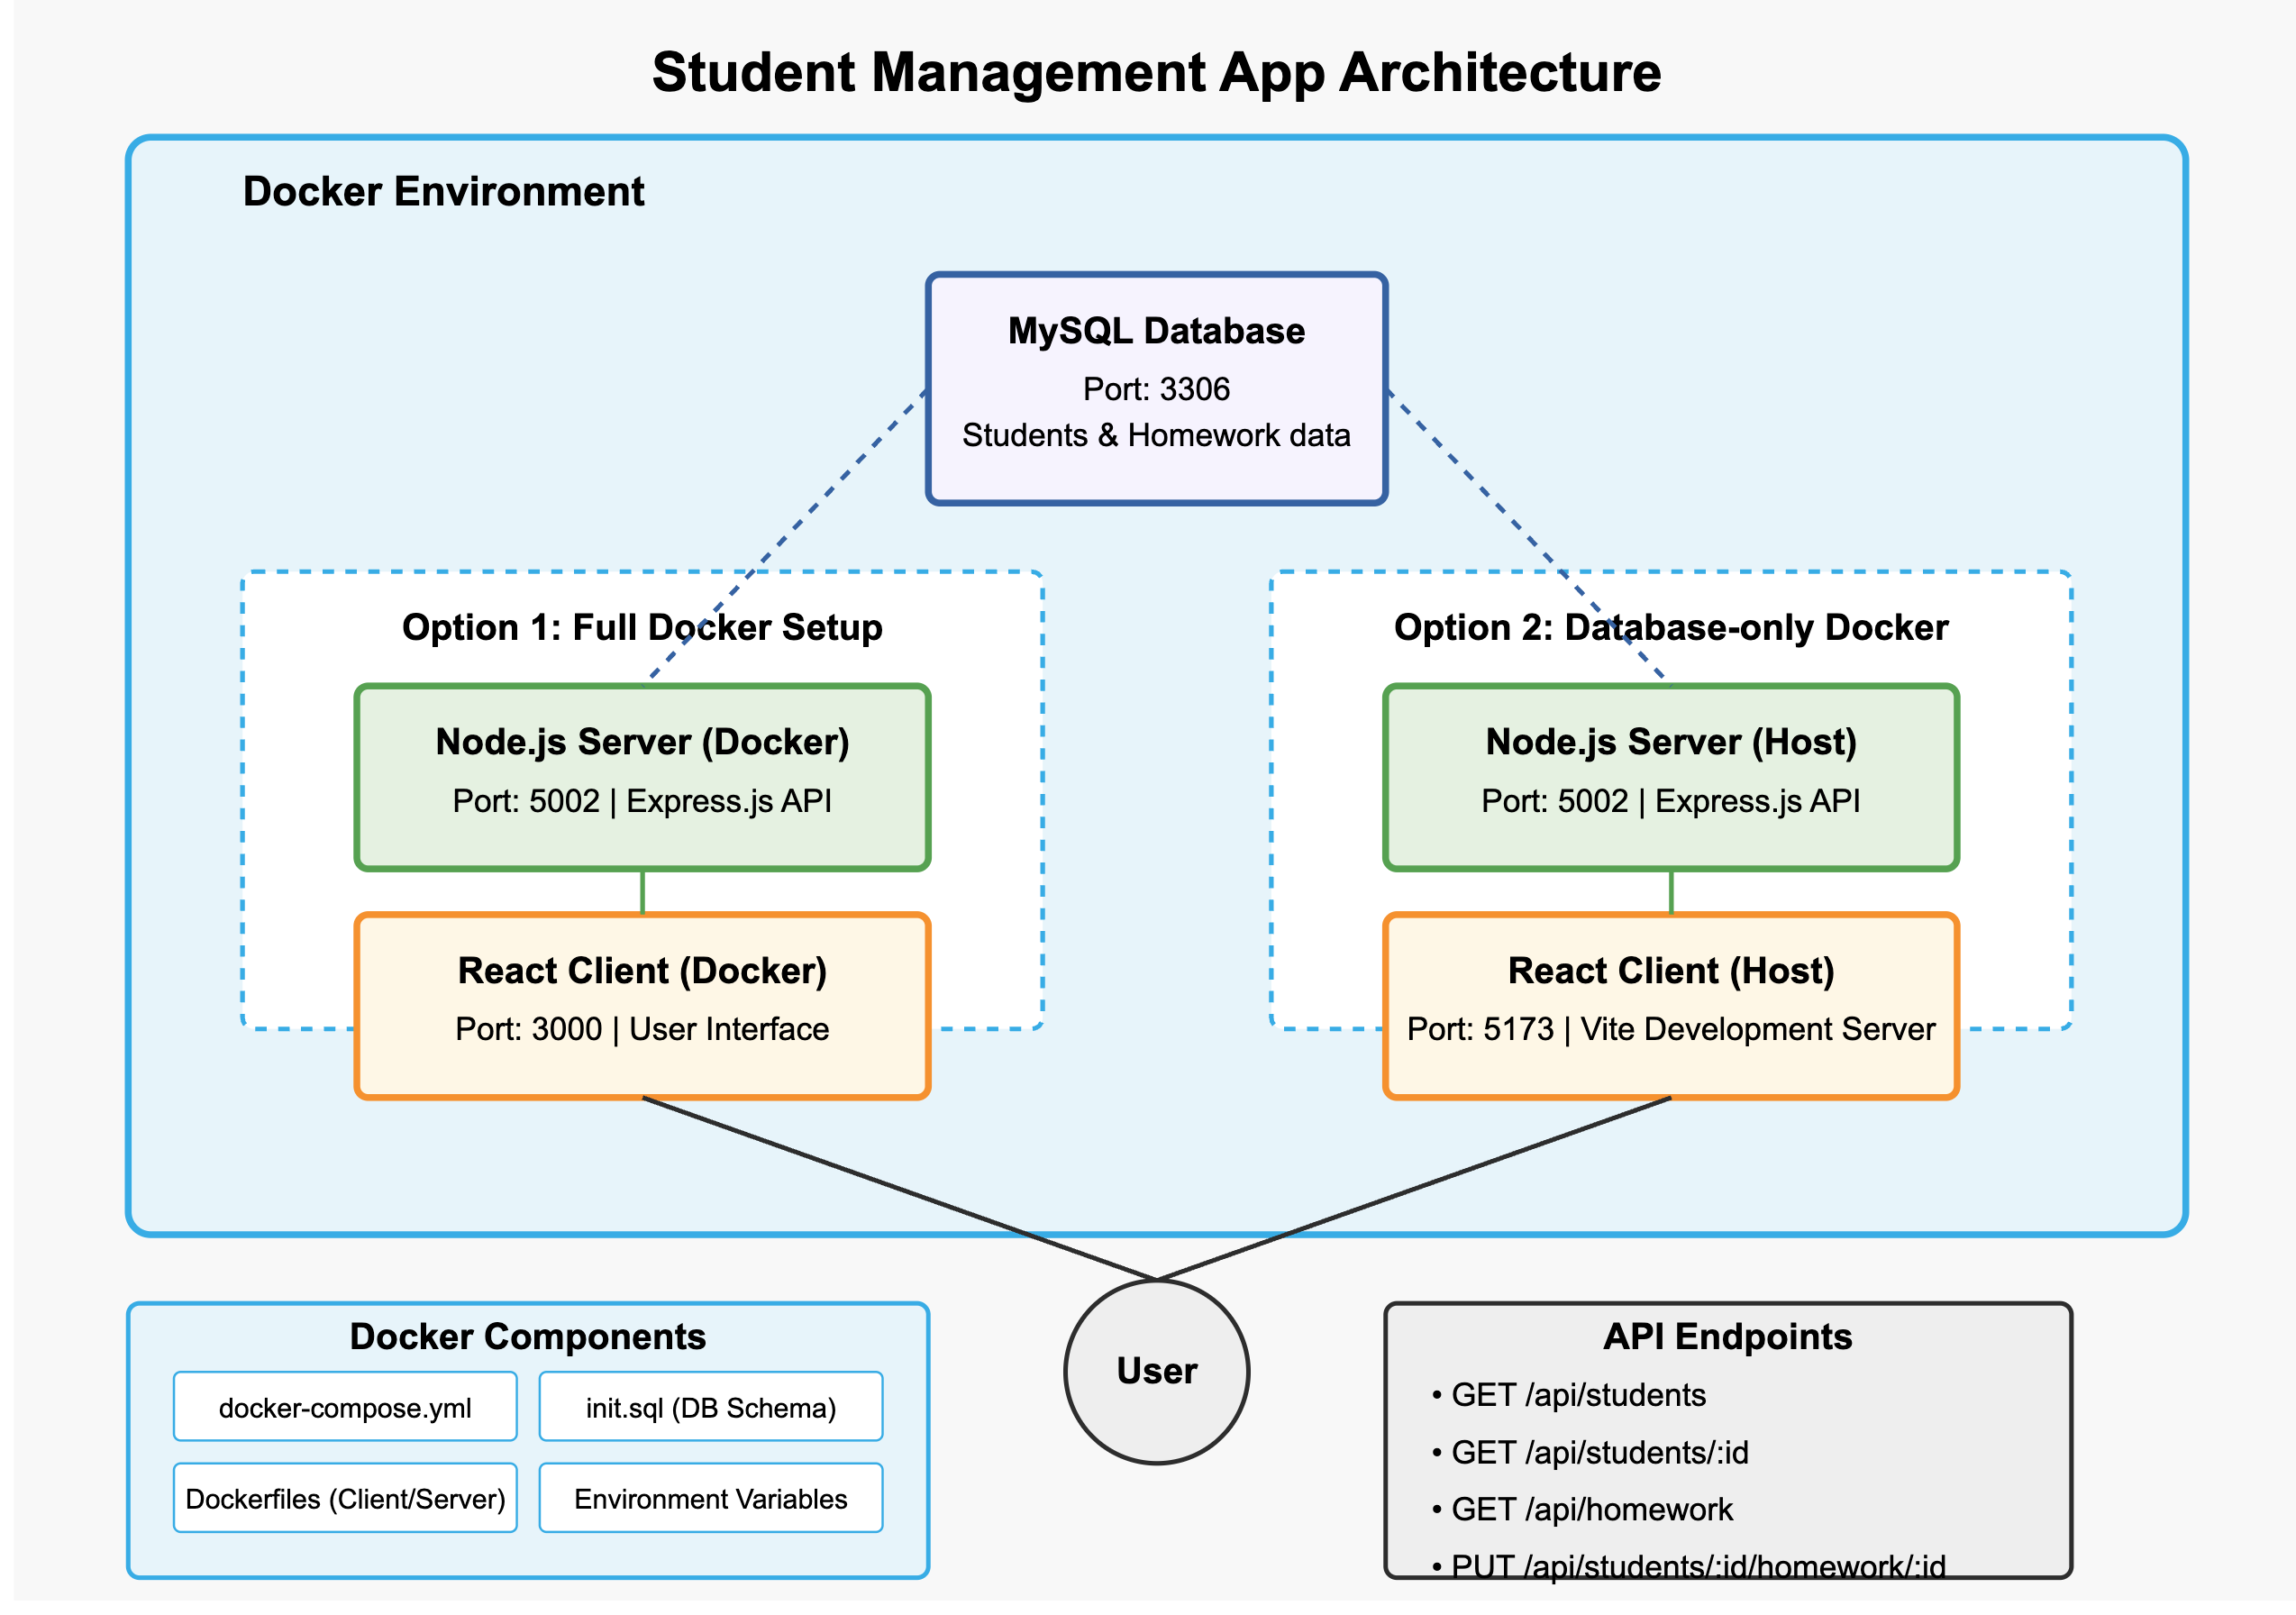 Student Management App Architecture
Docker Environment
MySQL Database
Port: 3306
Students & Homework data
Option 1: Full Docker Setup
Node.js Server (Docker)
Port: 5002 | Express.js API
React Client (Docker)
Port: 3000 | User Interface
Option 2: Database-only Docker
Node.js Server (Host)
Port: 5002 | Express.js API
React Client (Host)
Port: 5173 | Vite Development Server
Docker Components
docker-compose.yml
init.sql (DB Schema)
Dockerfiles (Client/Server)
Environment Variables
User
API Endpoints
• GET /api/students
• GET /api/students/:id
• GET /api/homework
• PUT /api/students/:id/homework/:id